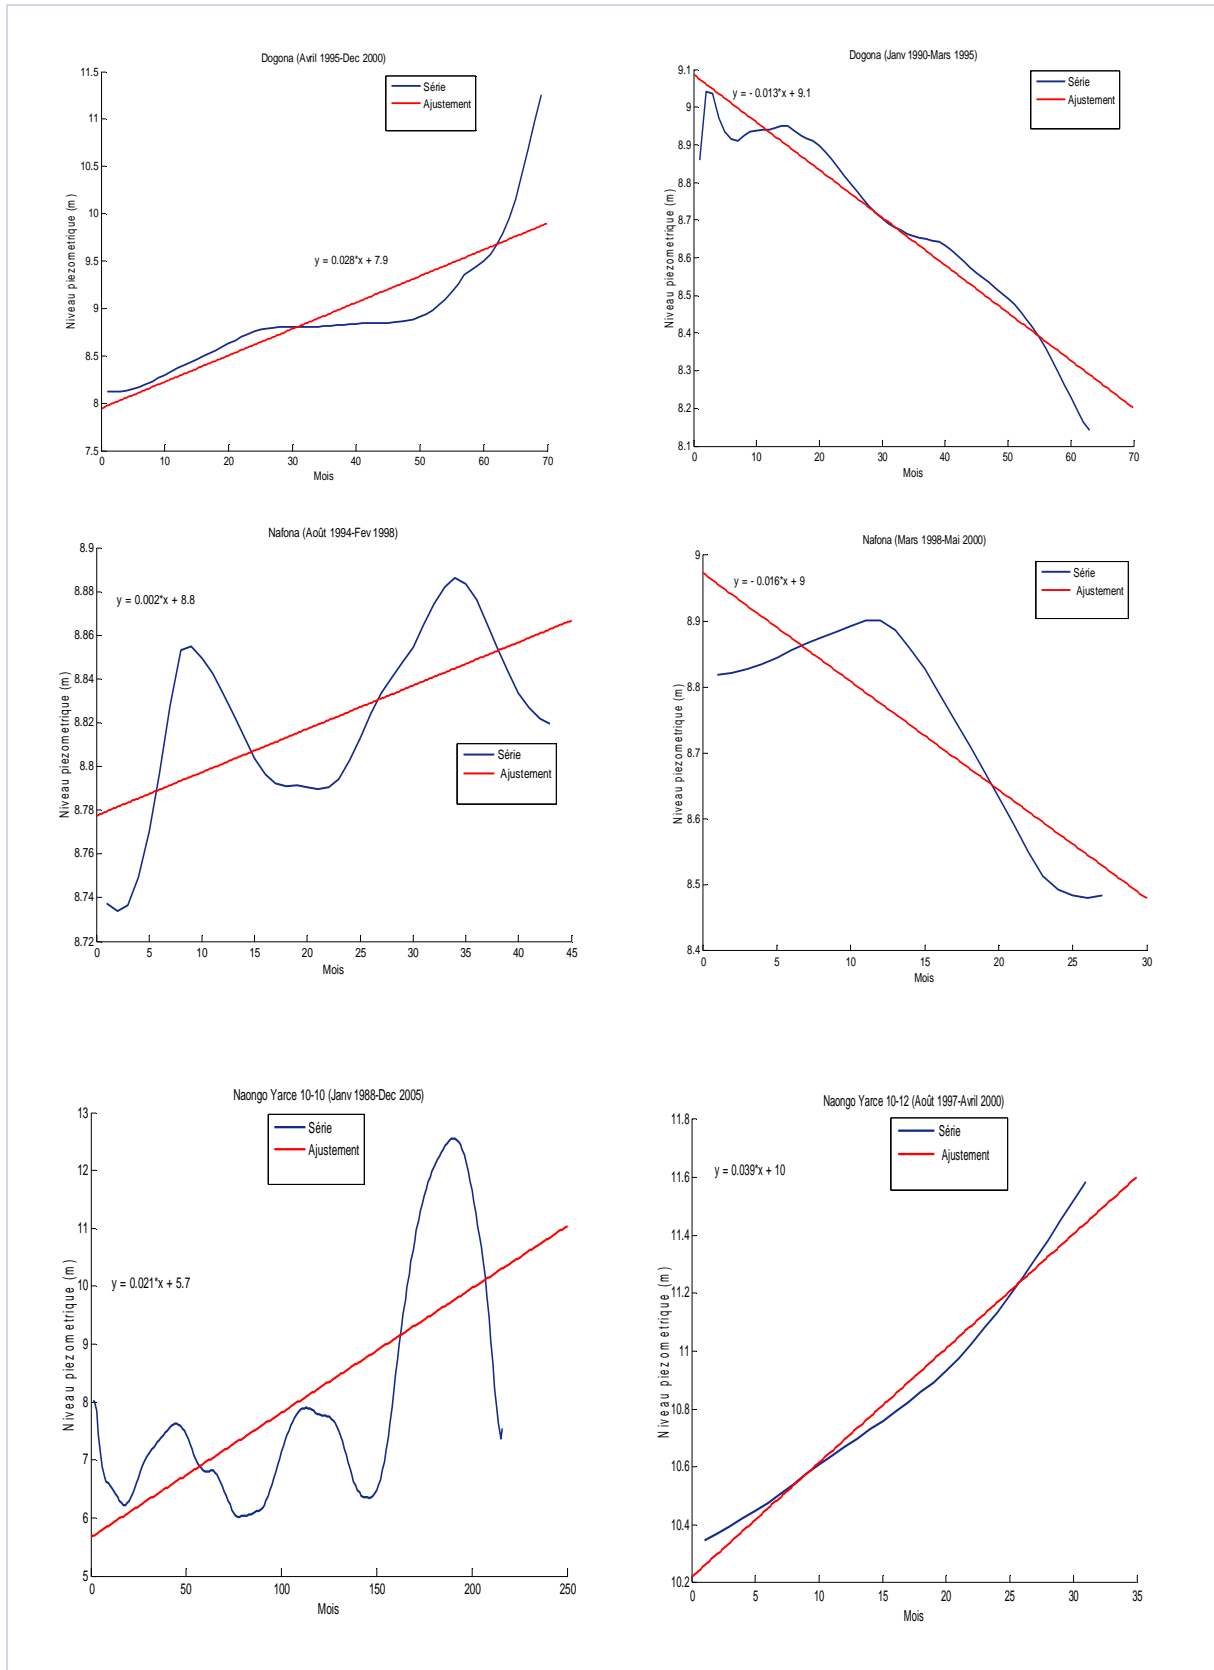 Dogona (Avril 1995-Dec 2000)
11.5
11
10.5
10
9.5
9
8.5
8
7.5
0 10 20 30 40 50 60 70
Niveau piezometrique (m)
Mois
Série
Ajustement
y = 0.028*x + 7.9
Dogona (Janv 1990-Mars 1995)
9.1
9
8.9
8.8
8.7
8.6
8.5
8.4
8.3
8.2
8.1
0 10 20 30 40 50 60 70
Niveau piezometrique (m)
Mois
Série
Ajustement
y = - 0.013*x + 9.1
Nafona (Août 1994-Fev 1998)
8.9
8.88
8.86
8.84
8.82
8.8
8.78
8.76
8.74
8.72
0 5 10 15 20 25 30 35 40 45
Niveau piezometrique (m)
Mois
Série
Ajustement
y = 0.002*x + 8.8
Nafona (Mars 1998-Mai 2000)
9
8.9
8.8
8.7
8.6
8.5
8.4
0 5 10 15 20 25 30
Niveau piezometrique (m)
Mois
Série
Ajustement
y = - 0.016*x + 9
Naongo Yarce 10-10 (Janv 1988-Dec 2005)
13
12
11
10
9
8
7
6
5
0 50 100 150 200 250
Niveau piezometrique (m)
Mois
Série
Ajustement
y = 0.021*x + 5.7
Naongo Yarce 10-12 (Août 1997-Avril 2000)
11.8
11.6
11.4
11.2
11.0
10.8
10.6
10.4
10.2
0 5 10 15 20 25 30 35
Niveau piezometrique (m)
Mois
Série
Ajustement
y = 0.039*x + 10